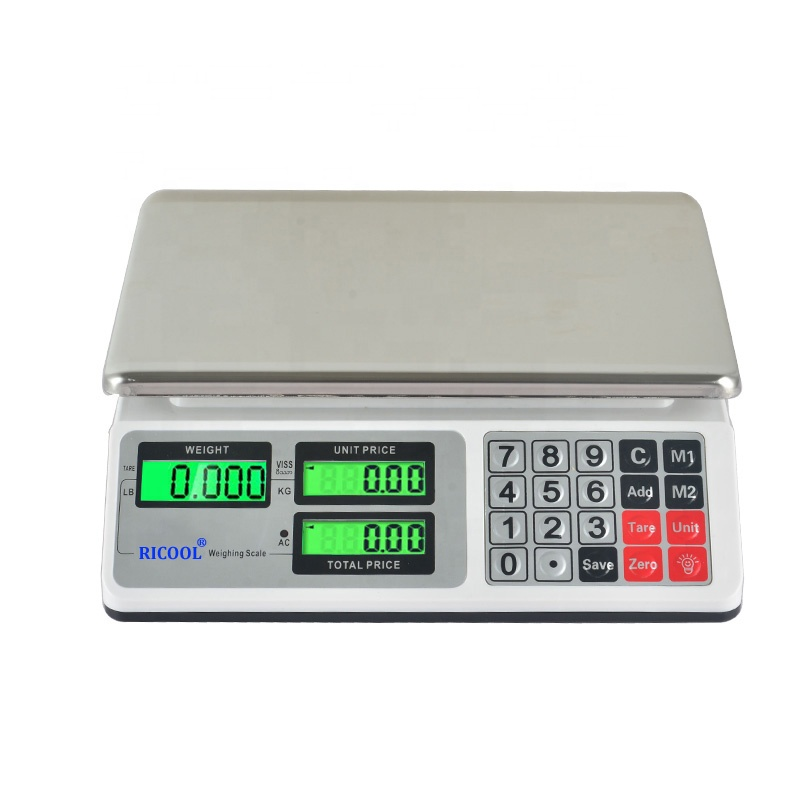 WEIGHT
0.000
TARE
LB
VISS
KG
UNIT PRICE
0.00
AC
0.00
TOTAL PRICE
RICOOL® Weighing Scale
7 8 9 C M1
4 5 6 Add M2
1 2 3 Tare Unit
0 . Save Zero